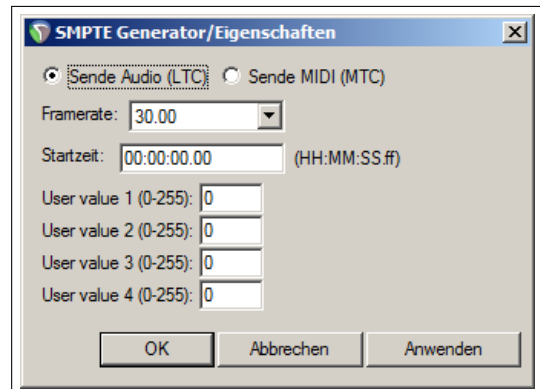 SMPTE Generator/Eigenschaften
Sende Audio (LTC) Sende MIDI (MTC)
Framerate: 30.00
Startzeit: 00:00:00.00 (HH:MM:SS.ff)
User value 1 (0-255): 0
User value 2 (0-255): 0
User value 3 (0-255): 0
User value 4 (0-255): 0
OK Abbrechen Anwenden